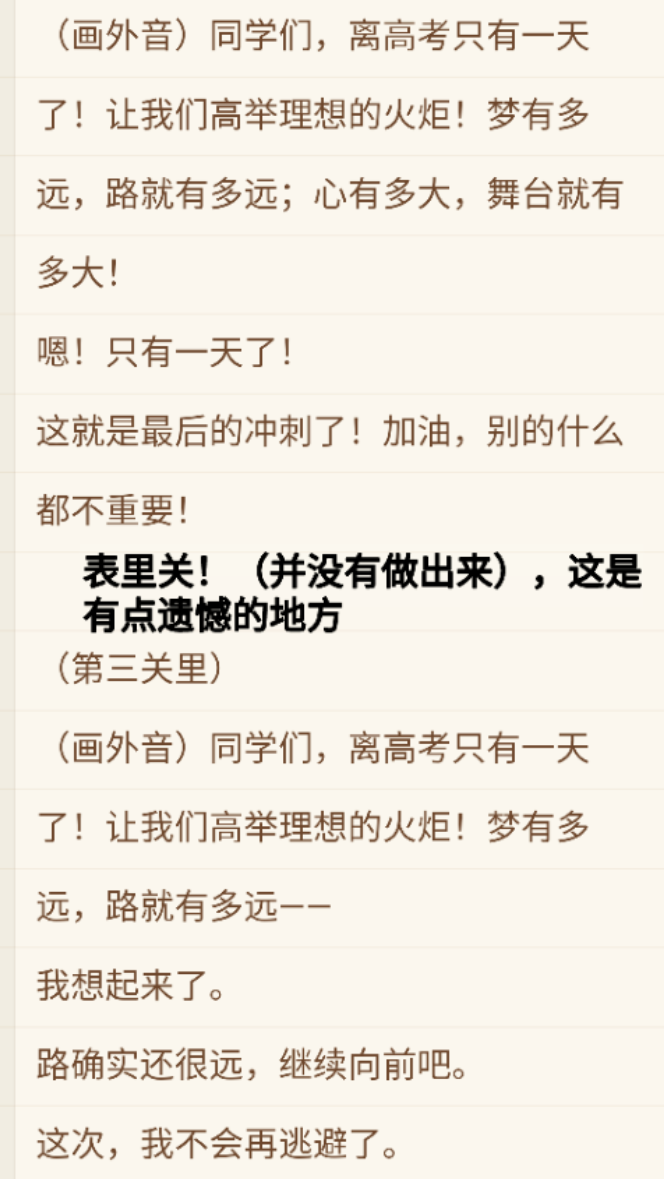 （画外音）同学们，离高考只有一天
了！让我们高举理想的火炬！梦有多
远，路就有多远；心有多大，舞台就有
多大！
嗯！只有一天了！
这就是最后的冲刺了！加油，别的什么
都不重要！
表里关！（并没有做出来），这是
有点遗憾的地方
（第三关里）
（画外音）同学们，离高考只有一天
了！让我们高举理想的火炬！梦有多
远，路就有多远——
我想起来了。
路确实还很远，继续向前吧。
这次，我不会再逃避了。